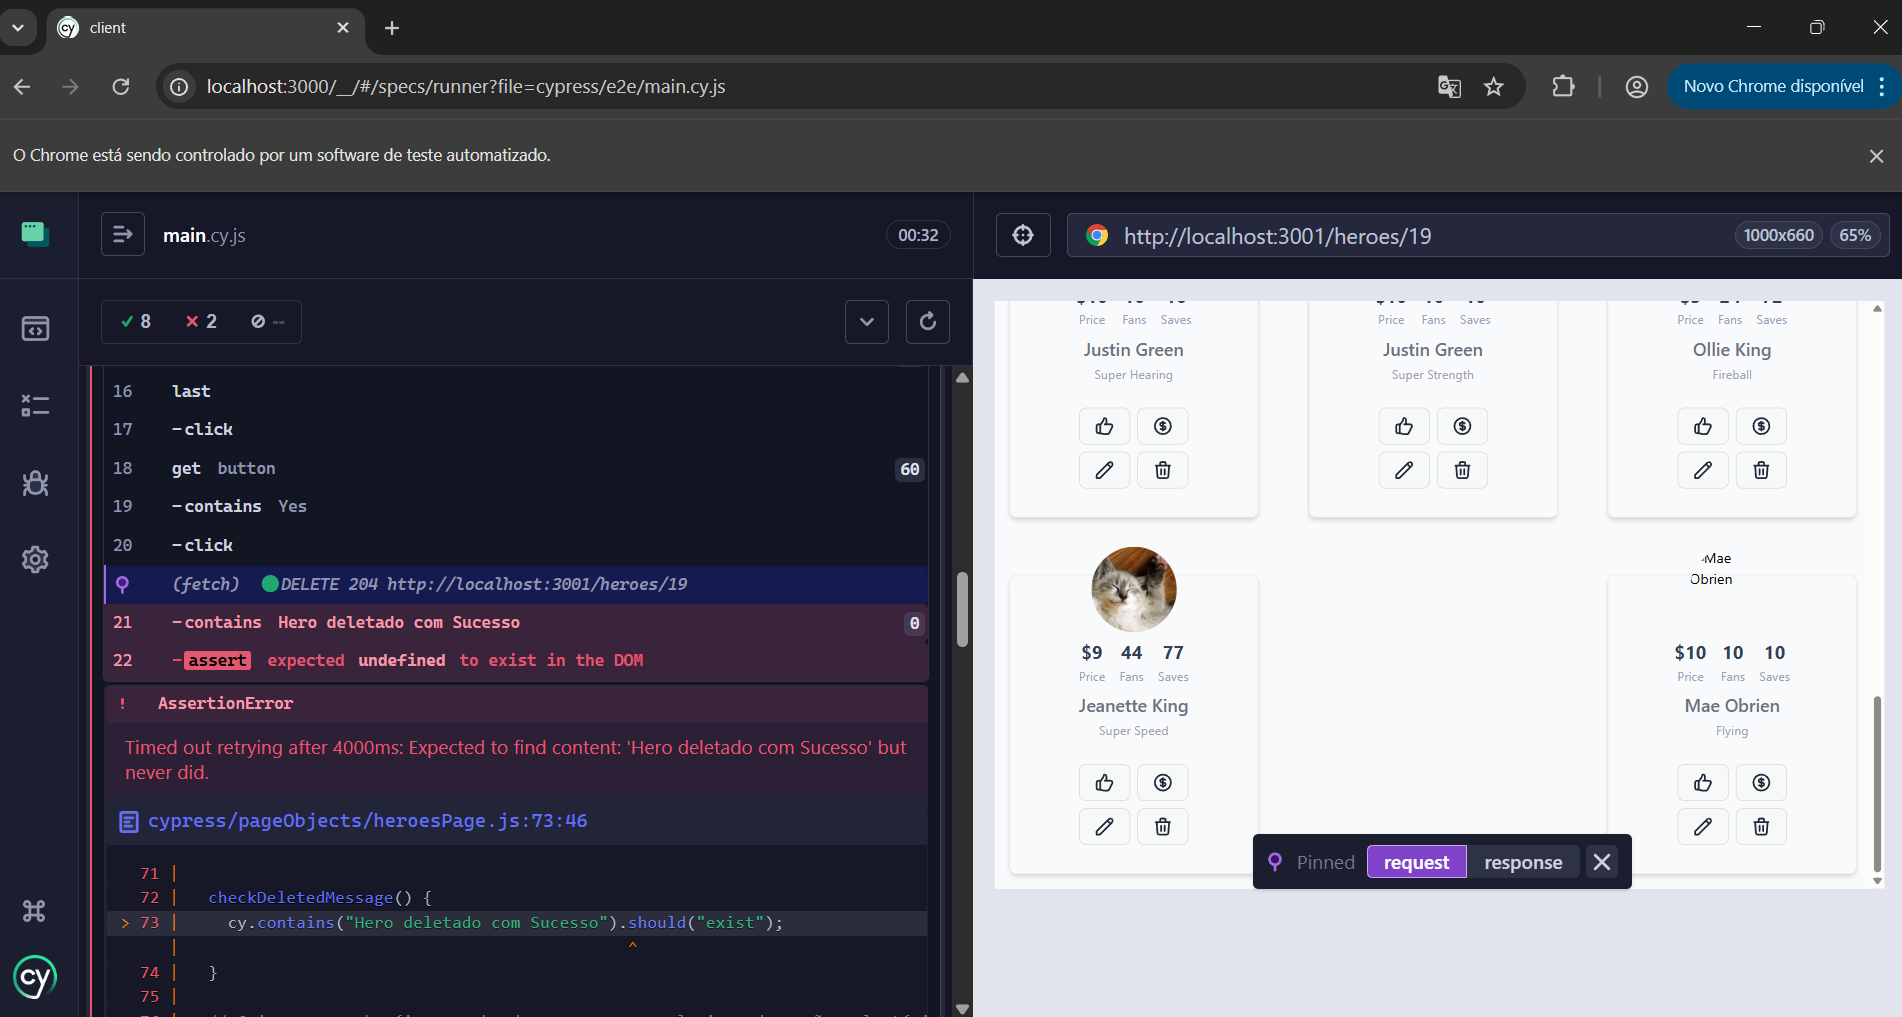 client
localhost:3000/__/#/specs/runner?file=cypress/e2e/main.cy.js
Novo Chrome disponível
O Chrome está sendo controlado por um software de teste automatizado.
main.cy.js
00:32
8 2 --
16 last
17 -click
18 get button 60
19 -contains Yes
20 -click
(fetch) DELETE 204 http://localhost:3001/heroes/19
21 -contains Hero deletado com Sucesso 0
22 -assert expected undefined to exist in the DOM
! AssertionError
Timed out retrying after 4000ms: Expected to find content: 'Hero deletado com Sucesso' but
never did.
cypress/pageObjects/heroesPage.js:73:46
71 |
72 | checkDeletedMessage() {
> 73 | cy.contains("Hero deletado com Sucesso").should("exist");
| ^
74 | }
75 |
cy
http://localhost:3001/heroes/19
1000x660
65%
Price Fans Saves
Justin Green
Super Hearing
Price Fans Saves
Justin Green
Super Strength
Price Fans Saves
Ollie King
Fireball
$9 44 77
Price Fans Saves
Jeanette King
Super Speed
Mae
Obrien
$10 10 10
Price Fans Saves
Mae Obrien
Flying
Pinned request response